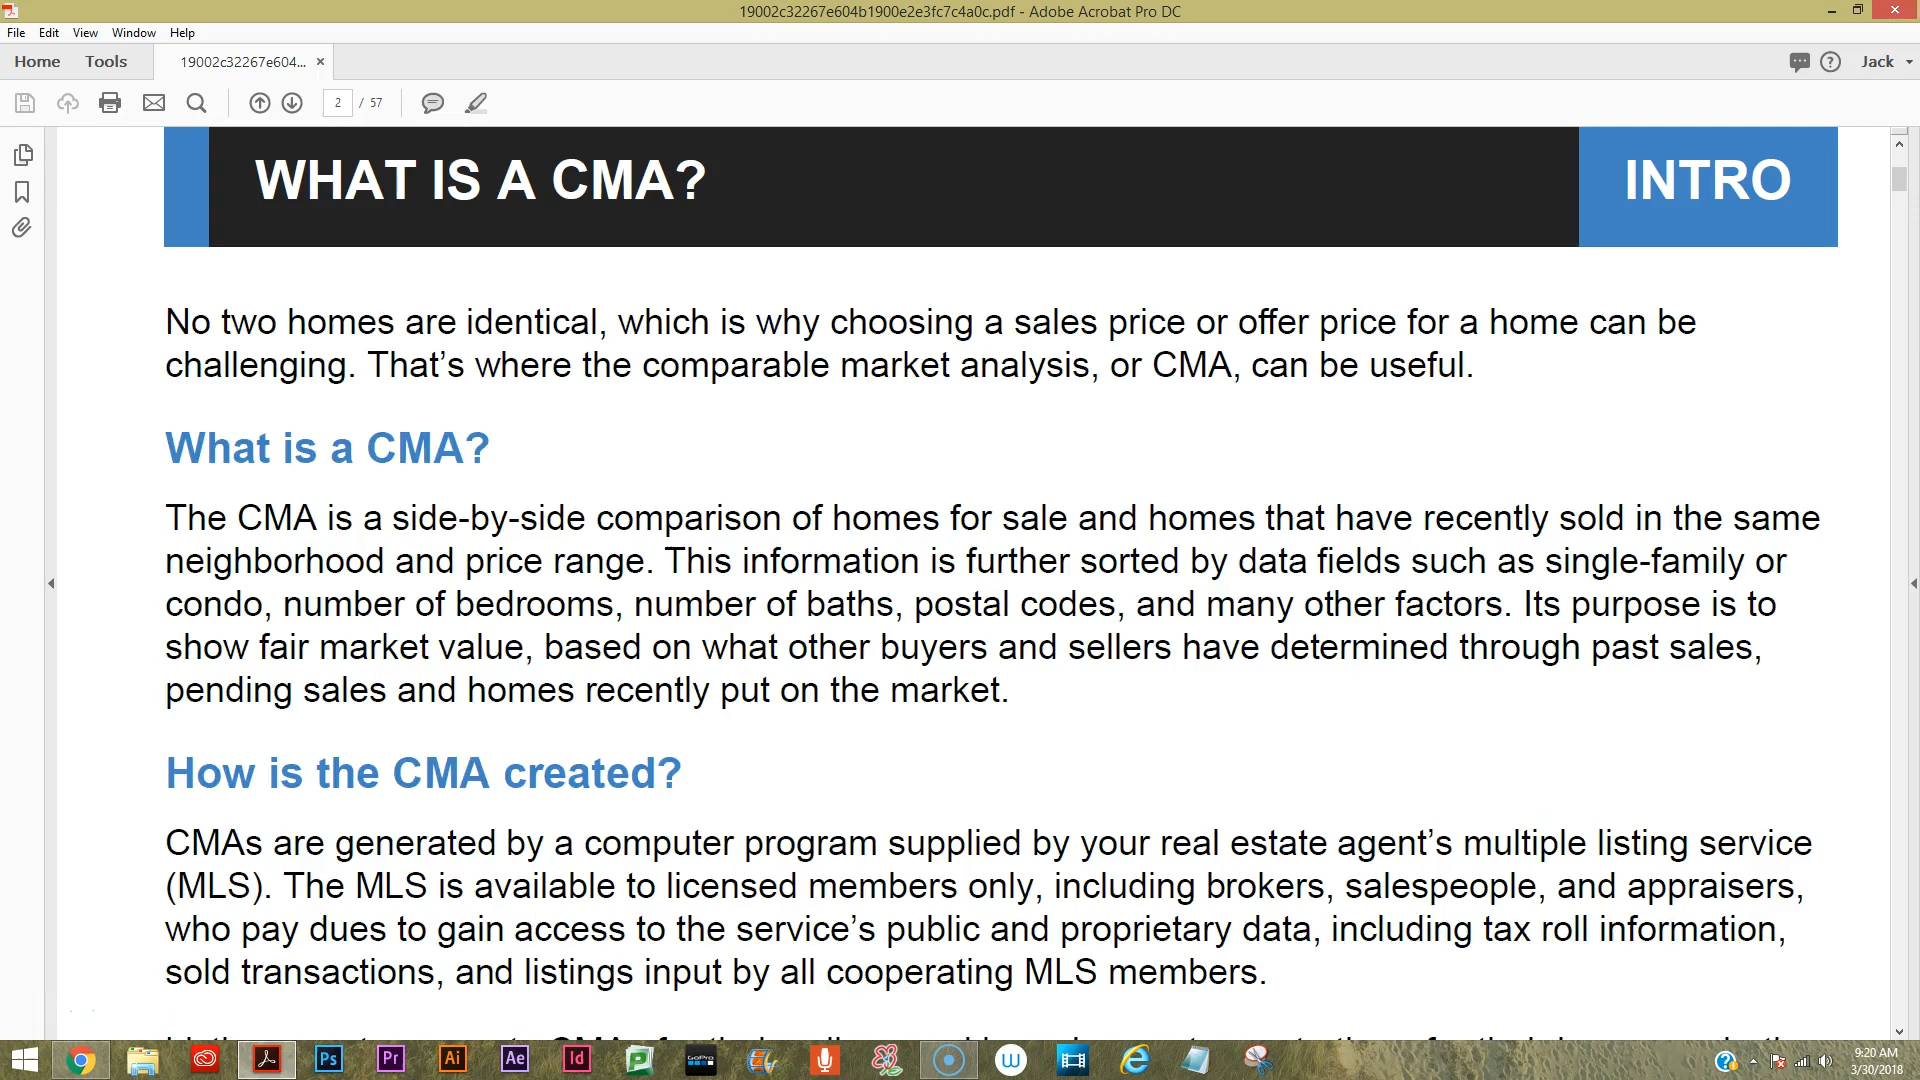 19002c32267e604b1900e2e3fc7c4a0c.pdf - Adobe Acrobat Pro DC
File Edit View Window Help
Home Tools 19002c32267e604... × Jack
2 / 57
WHAT IS A CMA? INTRO
No two homes are identical, which is why choosing a sales price or offer price for a home can be
challenging. That’s where the comparable market analysis, or CMA, can be useful.
What is a CMA?
The CMA is a side-by-side comparison of homes for sale and homes that have recently sold in the same
neighborhood and price range. This information is further sorted by data fields such as single-family or
condo, number of bedrooms, number of baths, postal codes, and many other factors. Its purpose is to
show fair market value, based on what other buyers and sellers have determined through past sales,
pending sales and homes recently put on the market.
How is the CMA created?
CMAs are generated by a computer program supplied by your real estate agent’s multiple listing service
(MLS). The MLS is available to licensed members only, including brokers, salespeople, and appraisers,
who pay dues to gain access to the service’s public and proprietary data, including tax roll information,
sold transactions, and listings input by all cooperating MLS members.
Ps Pr Ai Ae Id GoPro W
9:20 AM
3/30/2018